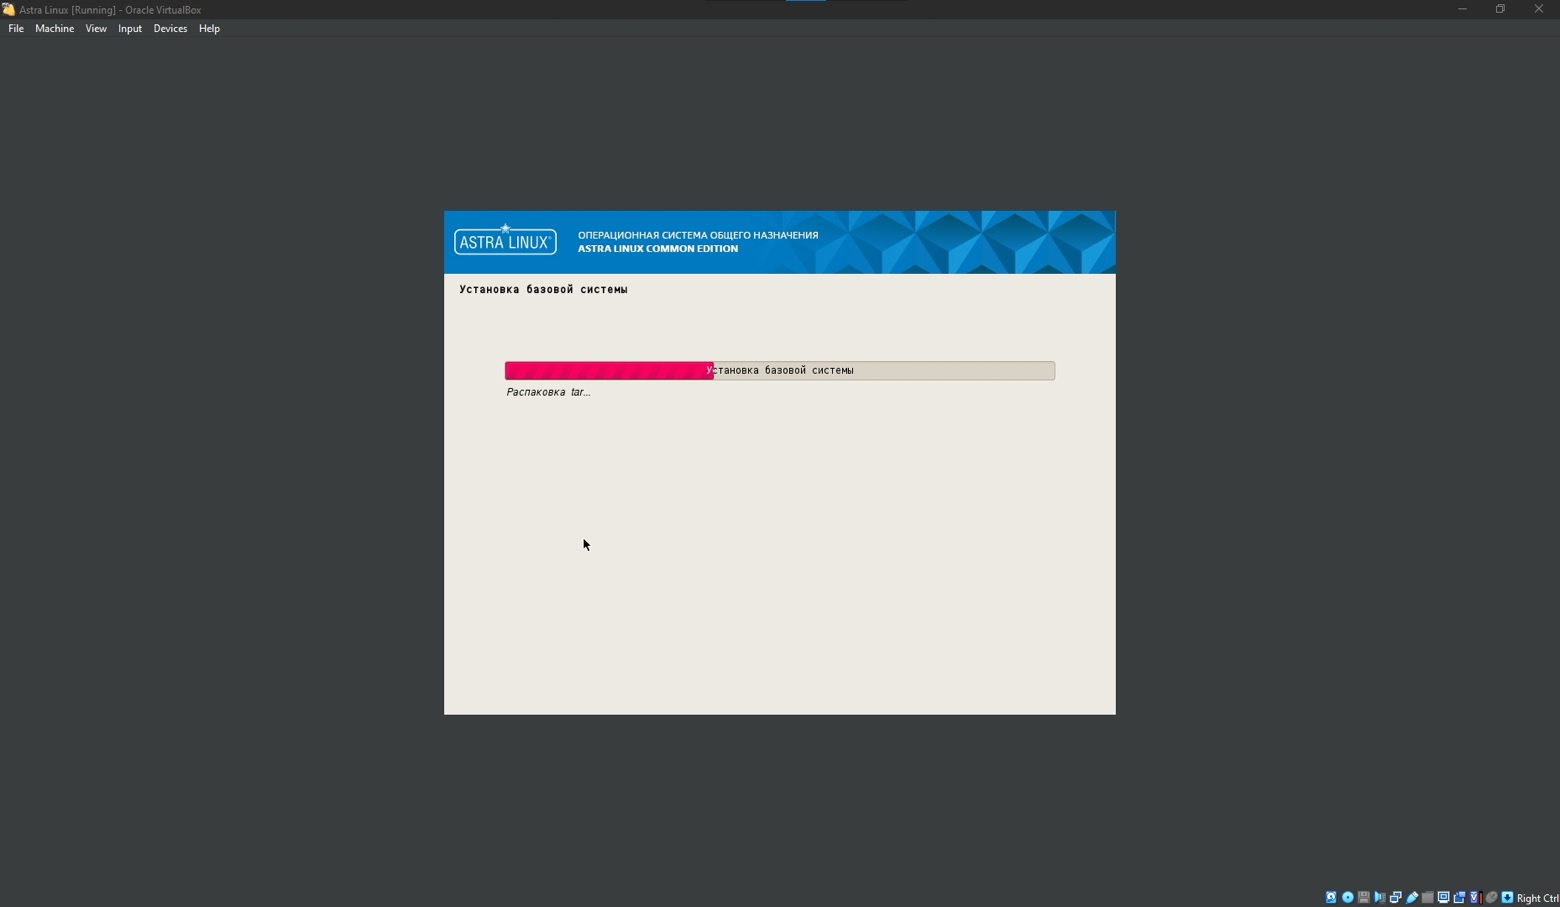 Astra Linux [Running] - Oracle VirtualBox
File Machine View Input Devices Help
ASTRA LINUX®
ОПЕРАЦИОННАЯ СИСТЕМА ОБЩЕГО НАЗНАЧЕНИЯ
ASTRA LINUX COMMON EDITION
Установка базовой системы
Установка базовой системы
Распаковка tar...
Right Ctrl